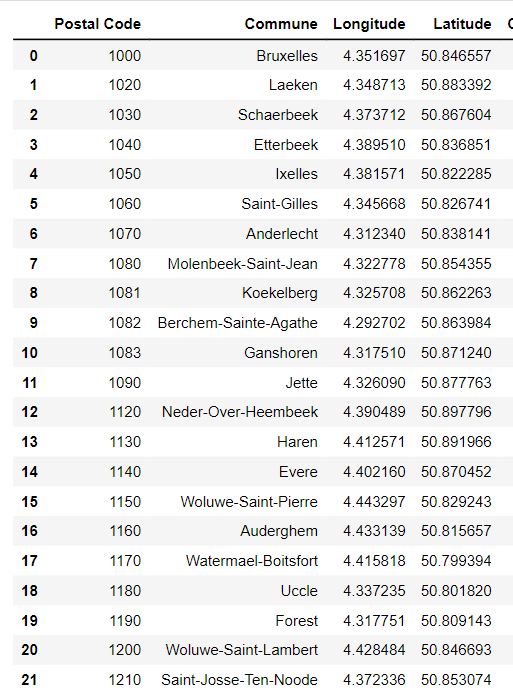 Postal Code Commune Longitude Latitude
0 1000 Bruxelles 4.351697 50.846557
1 1020 Laeken 4.348713 50.883392
2 1030 Schaerbeek 4.373712 50.867604
3 1040 Etterbeek 4.389510 50.836851
4 1050 Ixelles 4.381571 50.822285
5 1060 Saint-Gilles 4.345668 50.826741
6 1070 Anderlecht 4.312340 50.838141
7 1080 Molenbeek-Saint-Jean 4.322778 50.854355
8 1081 Koekelberg 4.325708 50.862263
9 1082 Berchem-Sainte-Agathe 4.292702 50.863984
10 1083 Ganshoren 4.317510 50.871240
11 1090 Jette 4.326090 50.877763
12 1120 Neder-Over-Heembeek 4.390489 50.897796
13 1130 Haren 4.412571 50.891966
14 1140 Evere 4.402160 50.870452
15 1150 Woluwe-Saint-Pierre 4.443297 50.829243
16 1160 Auderghem 4.433139 50.815657
17 1170 Watermael-Boitsfort 4.415818 50.799394
18 1180 Uccle 4.337235 50.801820
19 1190 Forest 4.317751 50.809143
20 1200 Woluwe-Saint-Lambert 4.428484 50.846693
21 1210 Saint-Josse-Ten-Noode 4.372336 50.853074